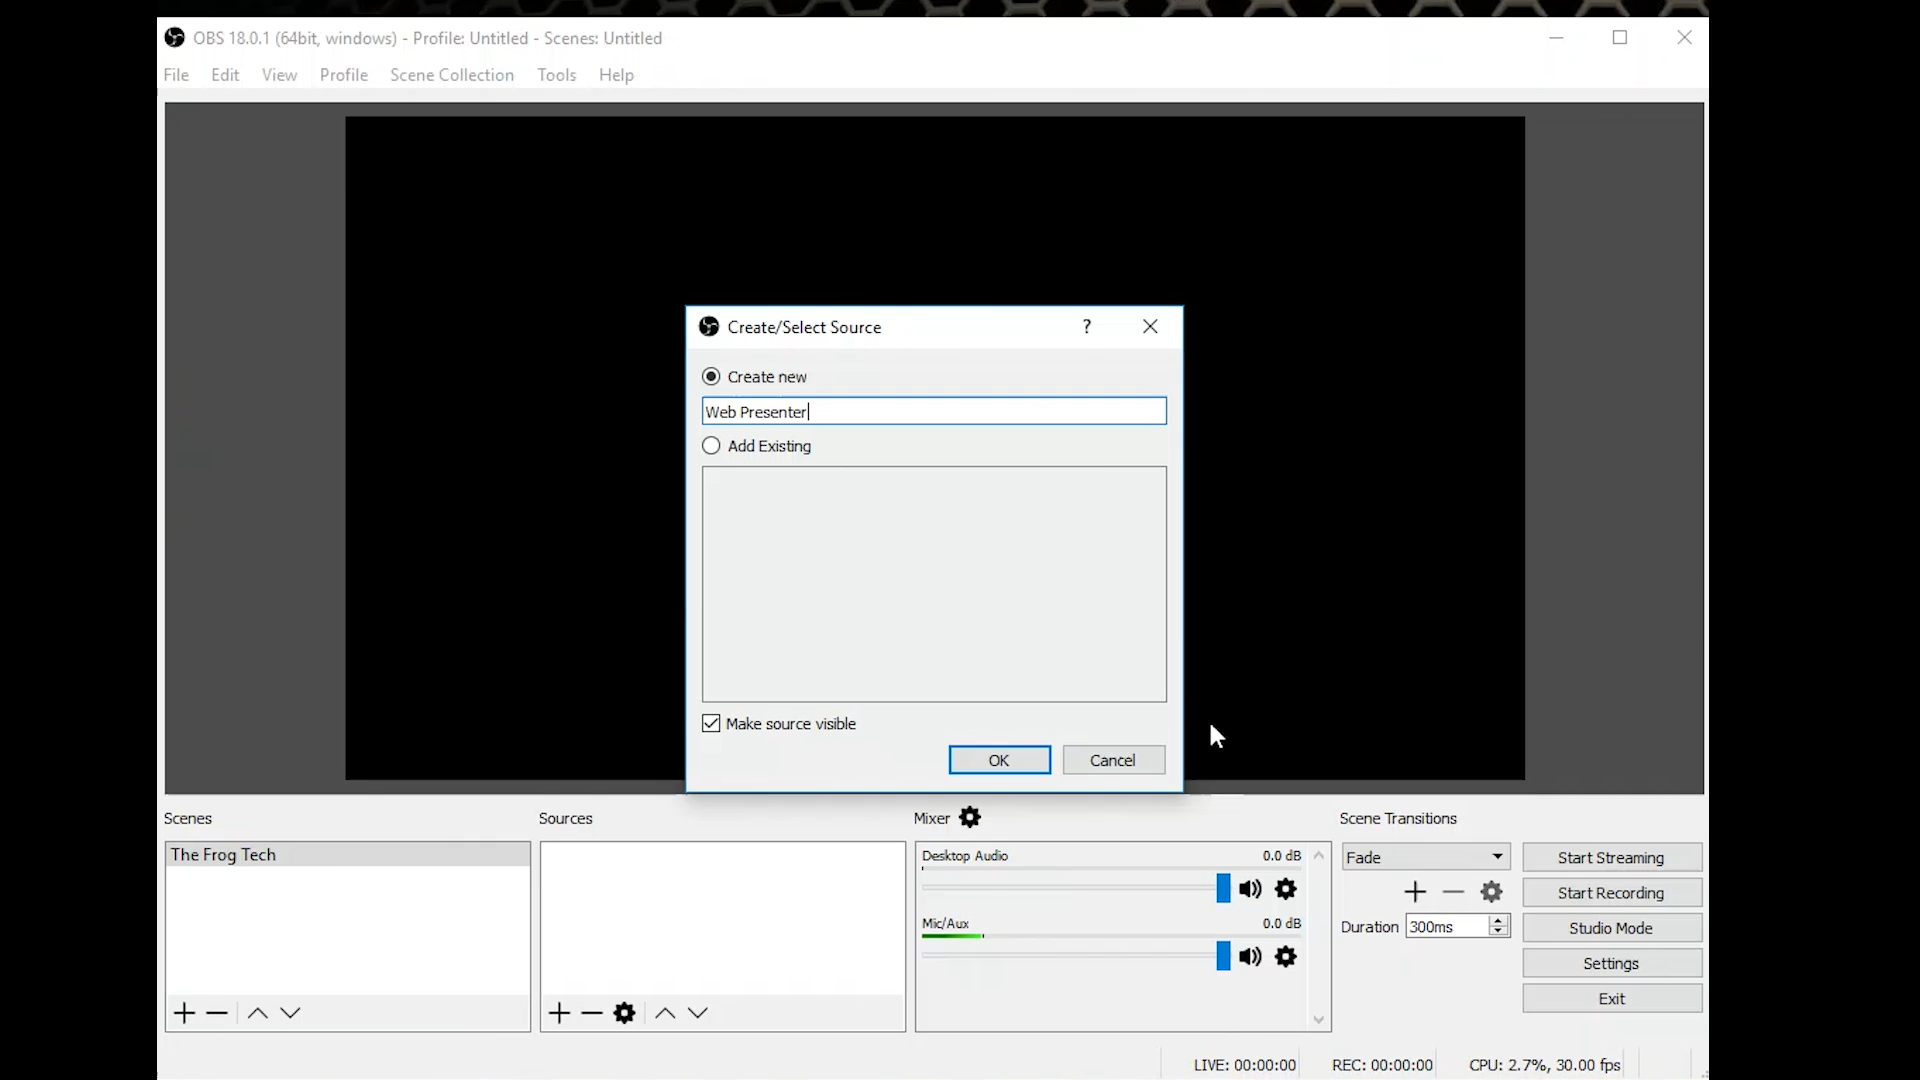 OBS 18.0.1 (64bit, windows) - Profile: Untitled - Scenes: Untitled
File Edit View Profile Scene Collection Tools Help
Create/Select Source ?
Create new
Web Presenter
Add Existing
Make source visible
OK Cancel
Scenes
The Frog Tech
Sources
Mixer
Desktop Audio 0.0 dB
Mic/Aux 0.0 dB
Scene Transitions
Fade
Duration 300ms
Start Streaming
Start Recording
Studio Mode
Settings
Exit
LIVE: 00:00:00 REC: 00:00:00 CPU: 2.7%, 30.00 fps